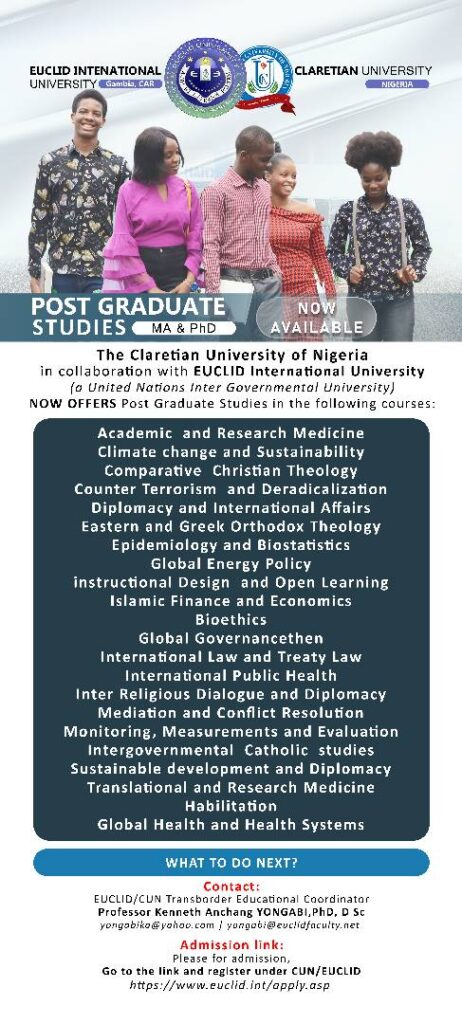 EUCLID INTENATIONAL
UNIVERSITY Gambia, CAR
CLARETIAN UNIVERSITY
NIGERIA
POST GRADUATE
STUDIES MA & PhD
NOW
AVAILABLE
The Claretian University of Nigeria
in collaboration with EUCLID International University
(a United Nations Inter Governmental University)
NOW OFFERS Post Graduate Studies in the following courses:
Academic and Research Medicine
Climate change and Sustainability
Comparative Christian Theology
Counter Terrorism and Deradicalization
Diplomacy and International Affairs
Eastern and Greek Orthodox Theology
Epidemiology and Biostatistics
Global Energy Policy
instructional Design and Open Learning
Islamic Finance and Economics
Bioethics
Global Governancethen
International Law and Treaty Law
International Public Health
Inter Religious Dialogue and Diplomacy
Mediation and Conflict Resolution
Monitoring, Measurements and Evaluation
Intergovernmental Catholic studies
Sustainable development and Diplomacy
Translational and Research Medicine
Habilitation
Global Health and Health Systems
WHAT TO DO NEXT?
Contact:
EUCLID/CUN Transborder Educational Coordinator
Professor Kenneth Anchang YONGABI,PhD, D Sc
yongabika@yahoo.com | yongabi@euclidfaculty.net
Admission link:
Please for admission,
Go to the link and register under CUN/EUCLID
https://www.euclid.int/apply.asp